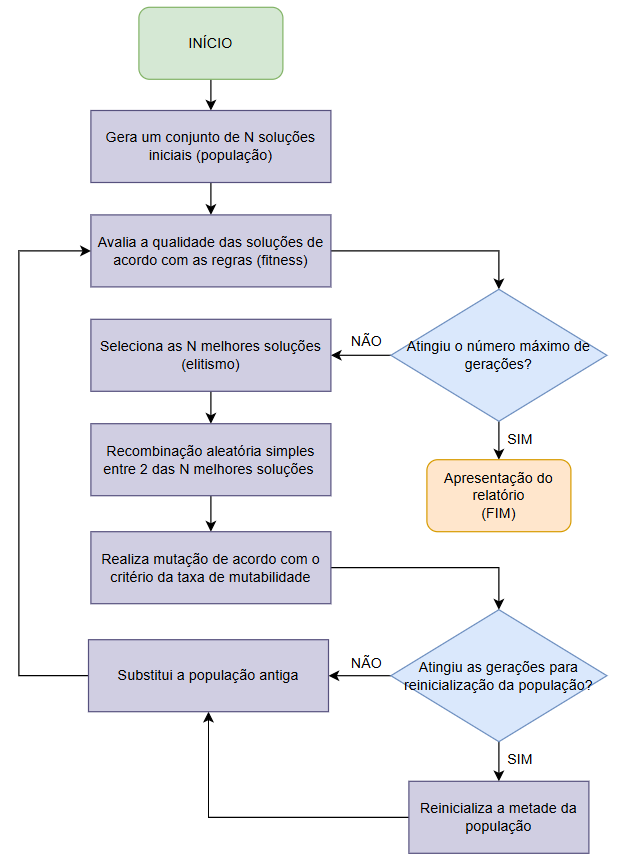 INÍCIO
Gera um conjunto de N soluções
iniciais (população)
Avalia a qualidade das soluções de
acordo com as regras (fitness)
Atingiu o número máximo de
gerações?
NÃO
Seleciona as N melhores soluções
(elitismo)
SIM
Recombinação aleatória simples
entre 2 das N melhores soluções
Apresentação do
relatório
(FIM)
Realiza mutação de acordo com o
critério da taxa de mutabilidade
Atingiu as gerações para
reinicialização da população?
NÃO
Substitui a população antiga
SIM
Reinicializa a metade da
população